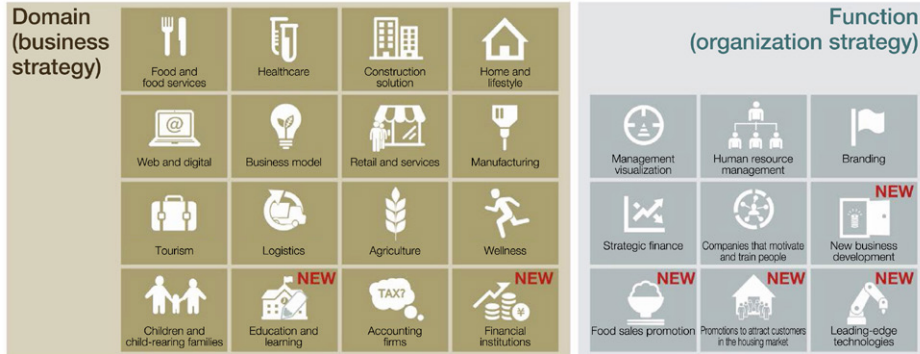 Domain
(business
strategy)
Food and
food services
Healthcare
Construction
solution
Home and
lifestyle
@
Web and digital
Business model
Retail and services
Manufacturing
Tourism
Logistics
Agriculture
Wellness
Children and
child-rearing families
NEW
Education and
learning
TAX?
Accounting
firms
NEW
¥
Financial
institutions
Function
(organization strategy)
Management
visualization
Human resource
management
Branding
Strategic finance
Companies that motivate
and train people
NEW
New business
development
NEW
Food sales promotion
NEW
Promotions to attract customers
in the housing market
NEW
Leading-edge
technologies